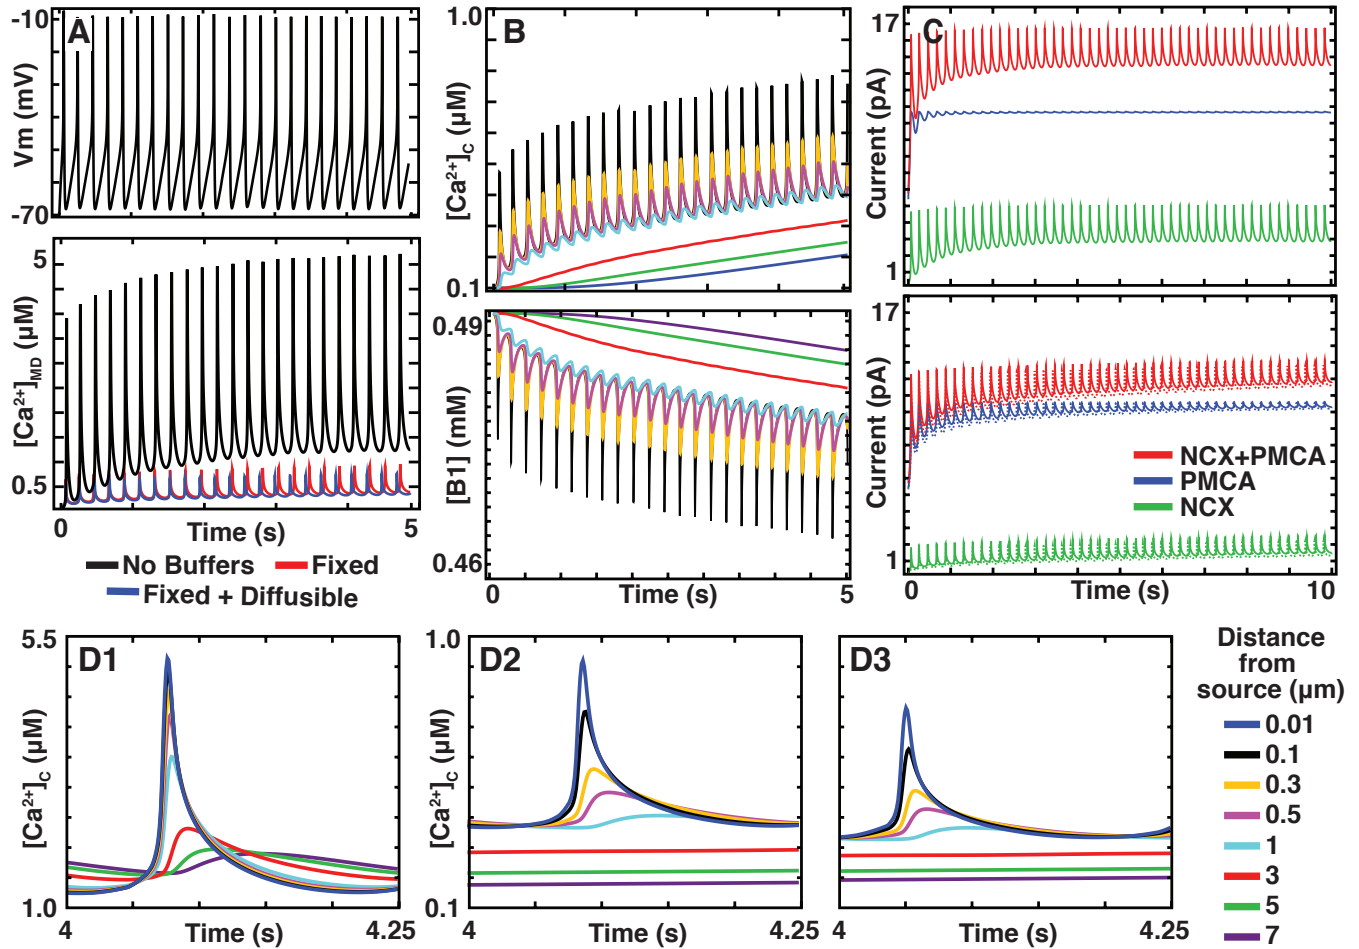 A
-10
Vm (mV)
-70
5
[Ca²⁺]MD (µM)
0.5
0
5
Time (s)
No Buffers
Fixed
Fixed + Diffusible
B
1.0
[Ca²⁺]C (µM)
0.1
0.49
[B1] (mM)
0.46
0
Time (s)
5
C
17
Current (pA)
1
17
Current (pA)
1
NCX+PMCA
PMCA
NCX
0
Time (s)
10
D1
5.5
[Ca²⁺]C (µM)
1.0
4
Time (s)
4.25
D2
1.0
0.1
4
Time (s)
4.25
D3
4
Time (s)
4.25
Distance
from
source (µm)
0.01
0.1
0.3
0.5
1
3
5
7